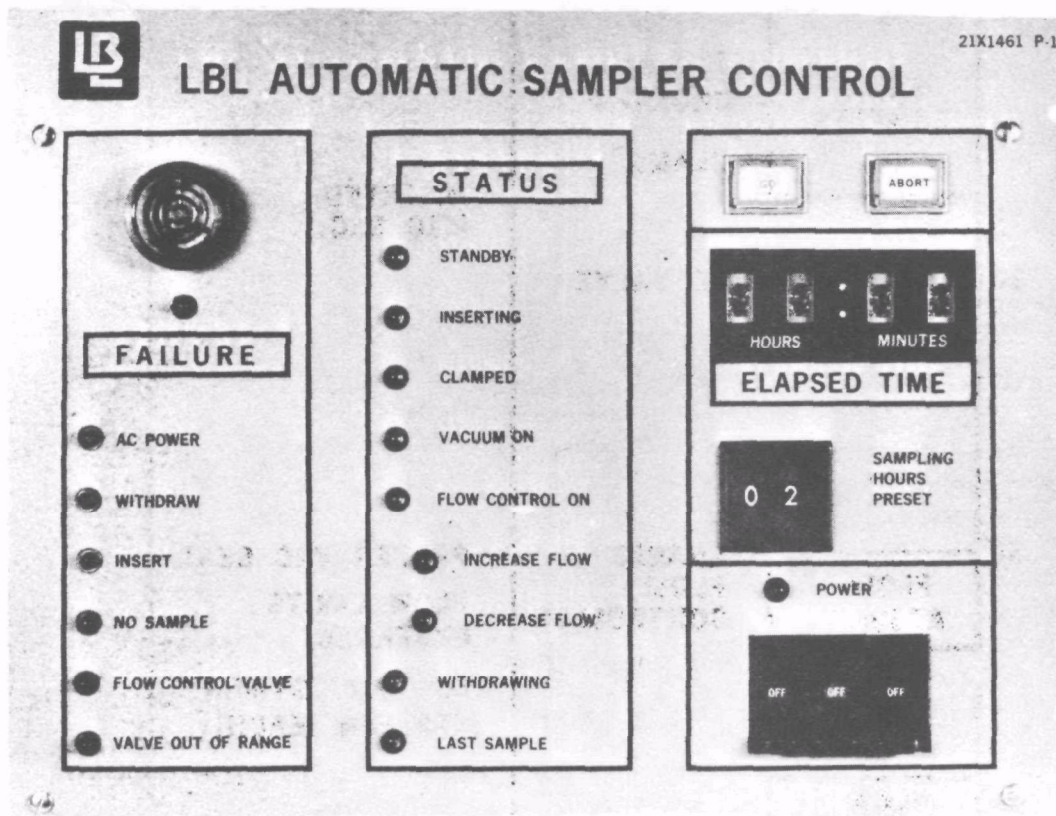 21X1461 P-1
LBL
LBL AUTOMATIC SAMPLER CONTROL
FAILURE
AC POWER
WITHDRAW
INSERT
NO SAMPLE
FLOW CONTROL VALVE
VALVE OUT OF RANGE
STATUS
STANDBY
INSERTING
CLAMPED
VACUUM ON
FLOW CONTROL ON
INCREASE FLOW
DECREASE FLOW
WITHDRAWING
LAST SAMPLE
GO ABORT
HOURS MINUTES
ELAPSED TIME
0 2
SAMPLING
HOURS
PRESET
POWER
OFF OFF OFF